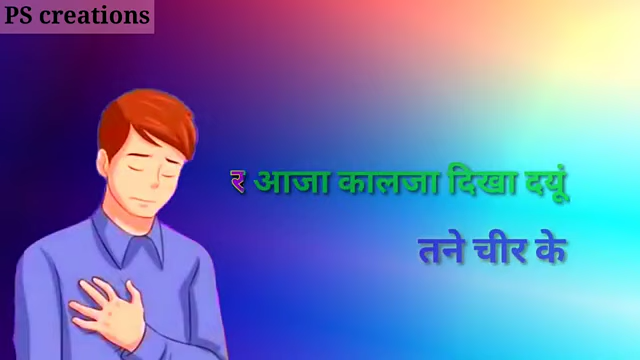 PS creations
र आजा कालजा दिखा दयूं
तने चीर के